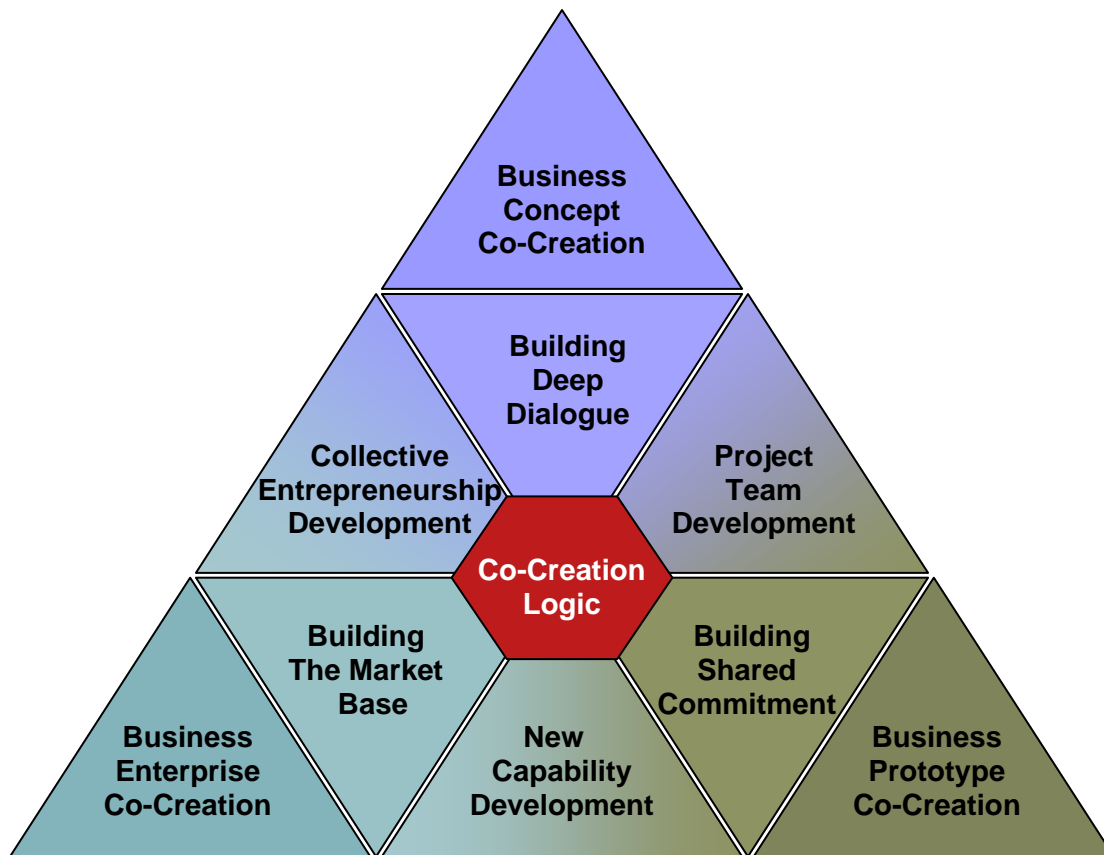 Business
Concept
Co-Creation
Building
Deep
Dialogue
Collective
Entrepreneurship
Development
Project
Team
Development
Co-Creation
Logic
Building
The Market
Base
Building
Shared
Commitment
Business
Enterprise
Co-Creation
New
Capability
Development
Business
Prototype
Co-Creation